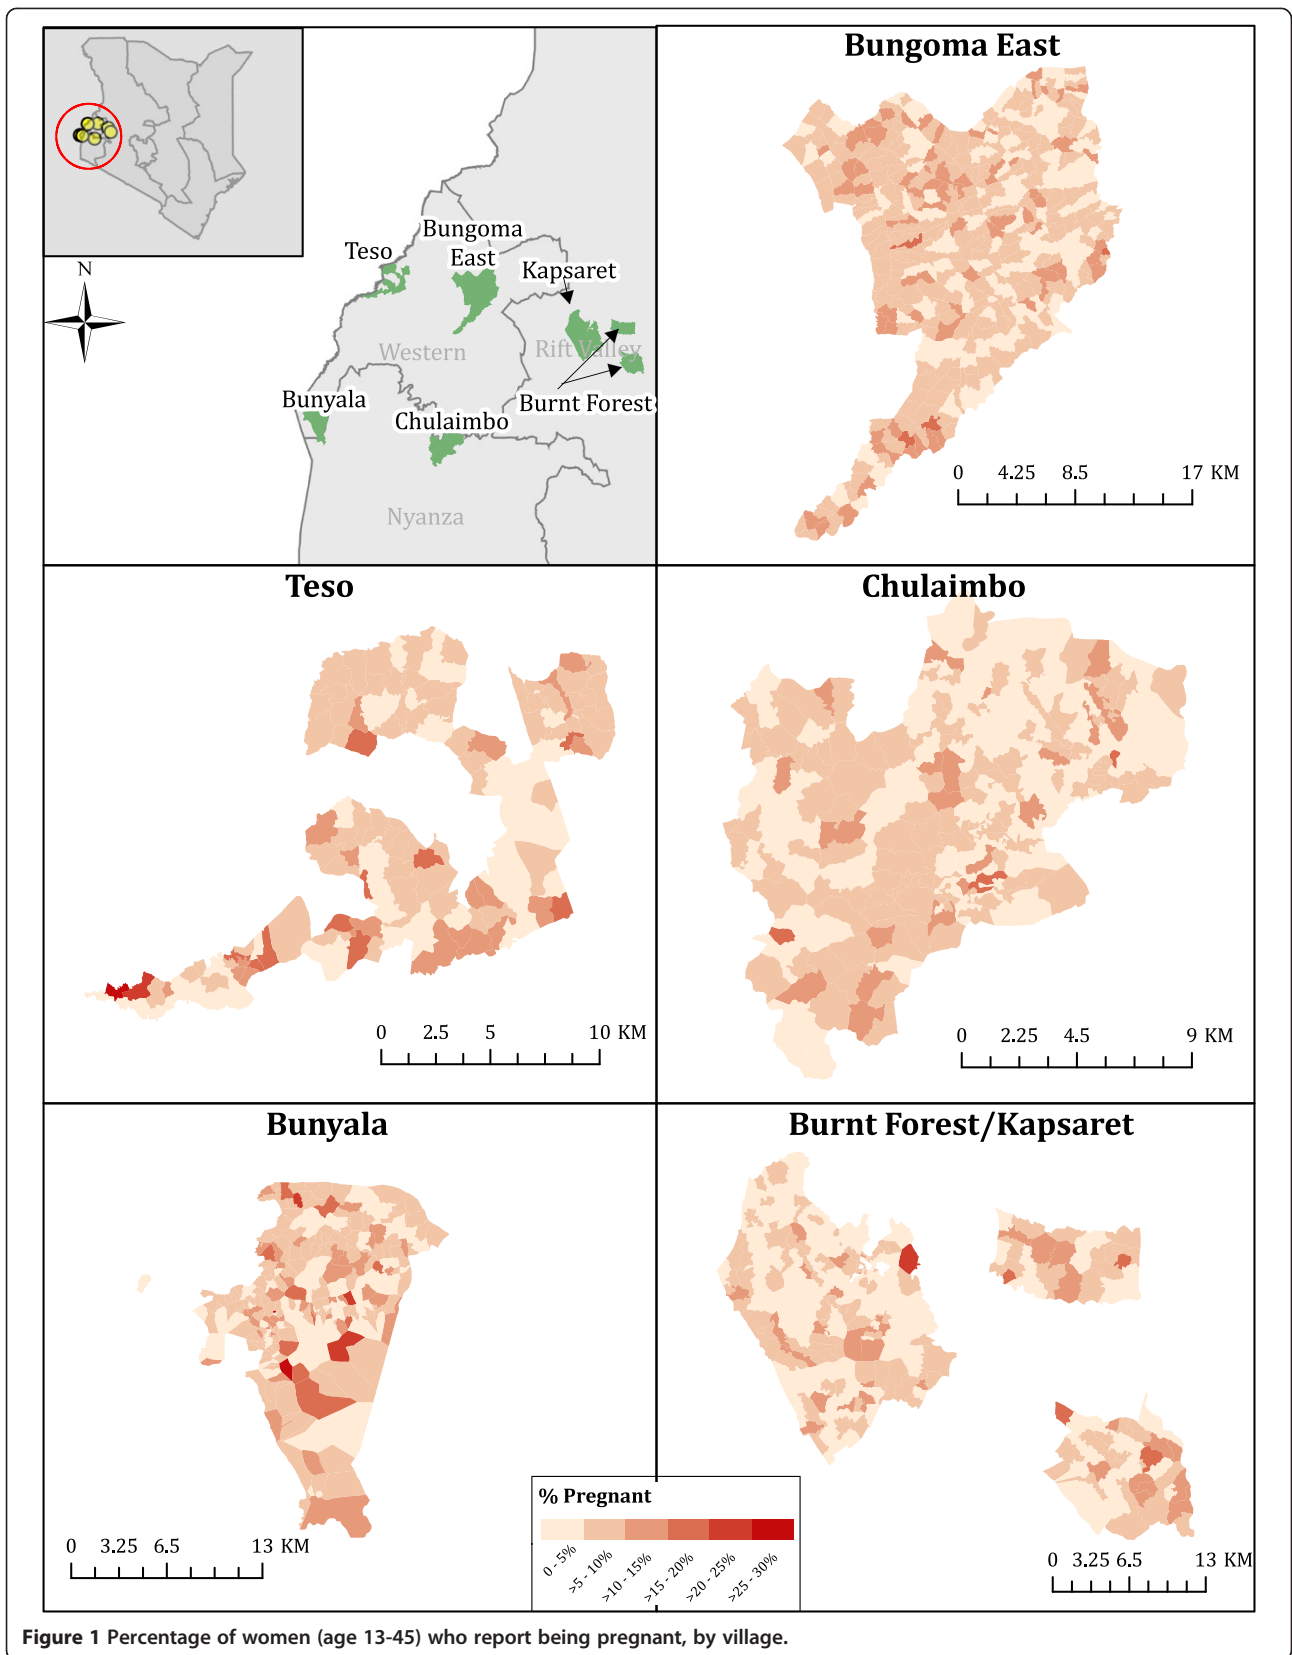 N
Teso
Bungoma
East
Kapsaret
Western
Rift Valley
Bunyala
Chulaimbo
Burnt Forest
Nyanza
Bungoma East
0 4.25 8.5 17 KM
Teso
0 2.5 5 10 KM
Chulaimbo
0 2.25 4.5 9 KM
Bunyala
0 3.25 6.5 13 KM
Burnt Forest/Kapsaret
0 3.25 6.5 13 KM
% Pregnant
0 - 5%
>5 - 10%
>10 - 15%
>15 - 20%
>20 - 25%
>25 - 30%
Figure 1 Percentage of women (age 13-45) who report being pregnant, by village.